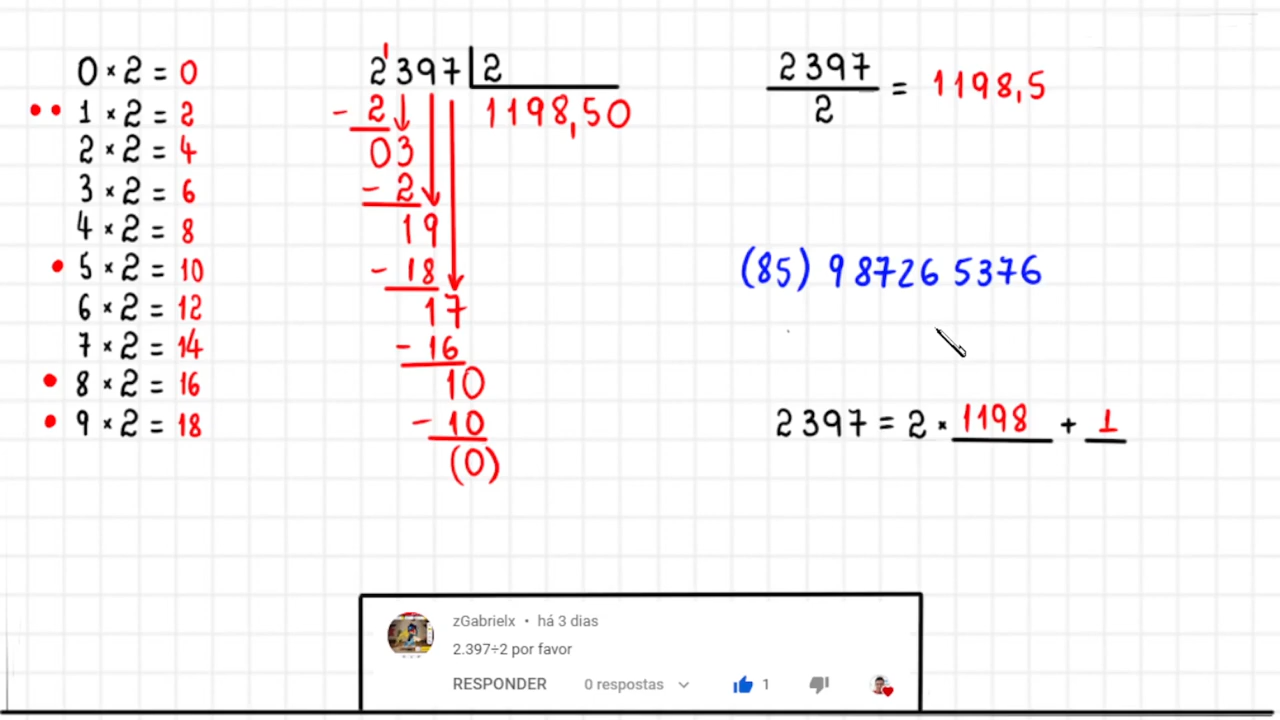 0 × 2 = 0
1 × 2 = 2
2 × 2 = 4
3 × 2 = 6
4 × 2 = 8
5 × 2 = 10
6 × 2 = 12
7 × 2 = 14
8 × 2 = 16
9 × 2 = 18
1
2397 2
- 2 1198,50
03
- 2
19
- 18
17
- 16
10
- 10
(0)
2397
= 1198,5
2
(85) 9 8726 5376
2397 = 2 × 1198 + 1
zGabrielx • há 3 dias
2.397÷2 por favor
RESPONDER 0 respostas 1